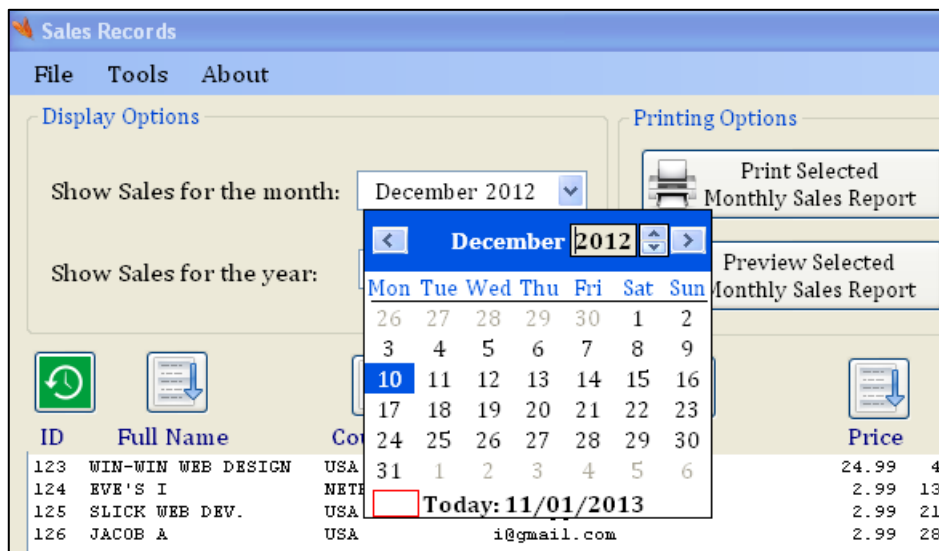 Sales Records
File Tools About
Display Options
Printing Options
Show Sales for the month:
December 2012
Print Selected
Monthly Sales Report
Show Sales for the year:
Preview Selected
Monthly Sales Report
December 2012
Mon Tue Wed Thu Fri Sat Sun
26 27 28 29 30 1 2
3 4 5 6 7 8 9
10 11 12 13 14 15 16
17 18 19 20 21 22 23
24 25 26 27 28 29 30
31 1 2 3 4 5 6
Today: 11/01/2013
ID Full Name Cou Price
123 WIN-WIN WEB DESIGN USA 24.99 4
124 EVE'S I NETH 2.99 13
125 SLICK WEB DEV. USA 2.99 21
126 JACOB A USA i@gmail.com 2.99 28